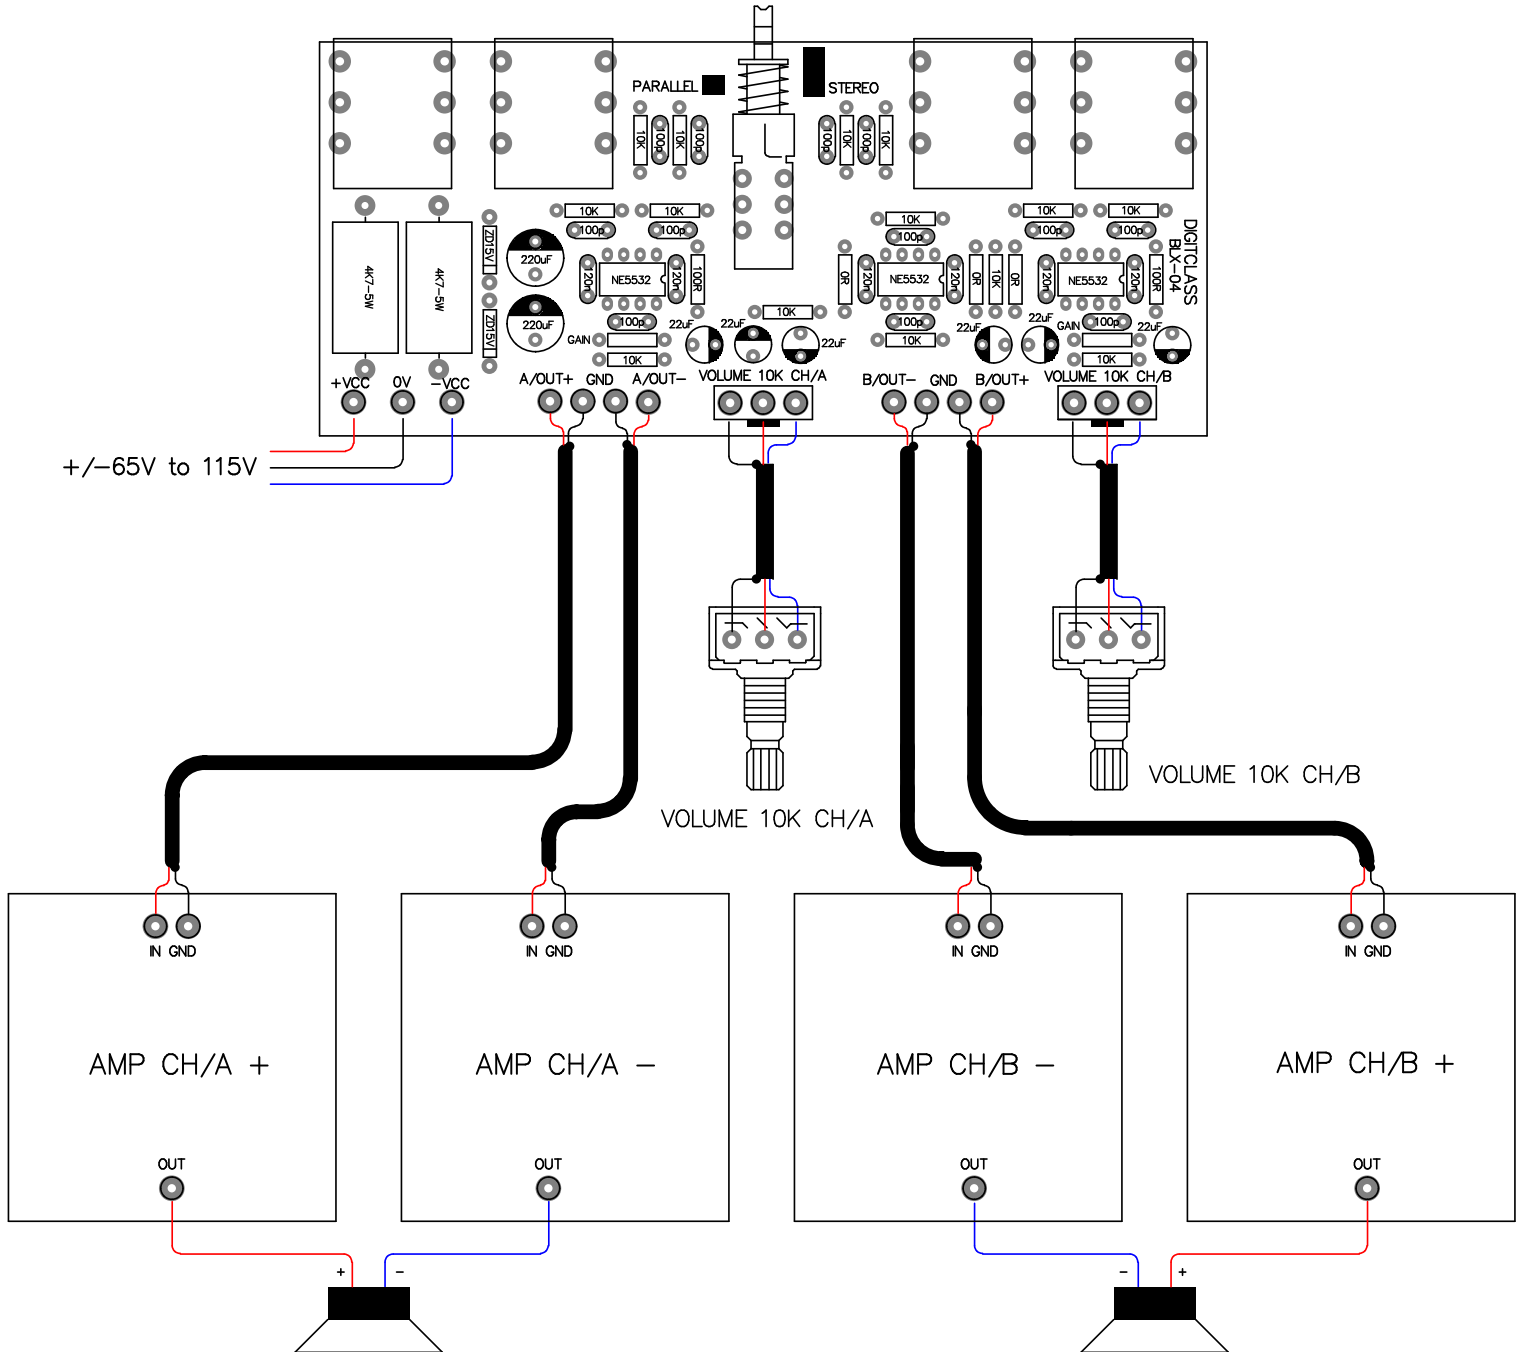 PARALLEL
STEREO
10K
100p
10K
100p
100p
10K
100p
10K
10K
10K
100p
100p
10K
100p
10K
10K
100p
100p
DIGITCLASS
BLX-04
4K7-5W
4K7-5W
ZD15V
ZD15V
220uF
220uF
120n
NE5532
120n
100R
0R
120n
NE5532
120n
0R
10K
0R
120n
NE5532
120n
100R
100p
GAIN
10K
22uF
22uF
10K
22uF
100p
10K
22uF
22uF
GAIN
100p
10K
22uF
+VCC
0V
-VCC
A/OUT+
GND
A/OUT-
VOLUME 10K CH/A
B/OUT-
GND
B/OUT+
VOLUME 10K CH/B
+/-65V to 115V
VOLUME 10K CH/B
VOLUME 10K CH/A
IN GND
IN GND
IN GND
IN GND
AMP CH/A +
AMP CH/A -
AMP CH/B -
AMP CH/B +
OUT
OUT
OUT
OUT
+
-
-
+